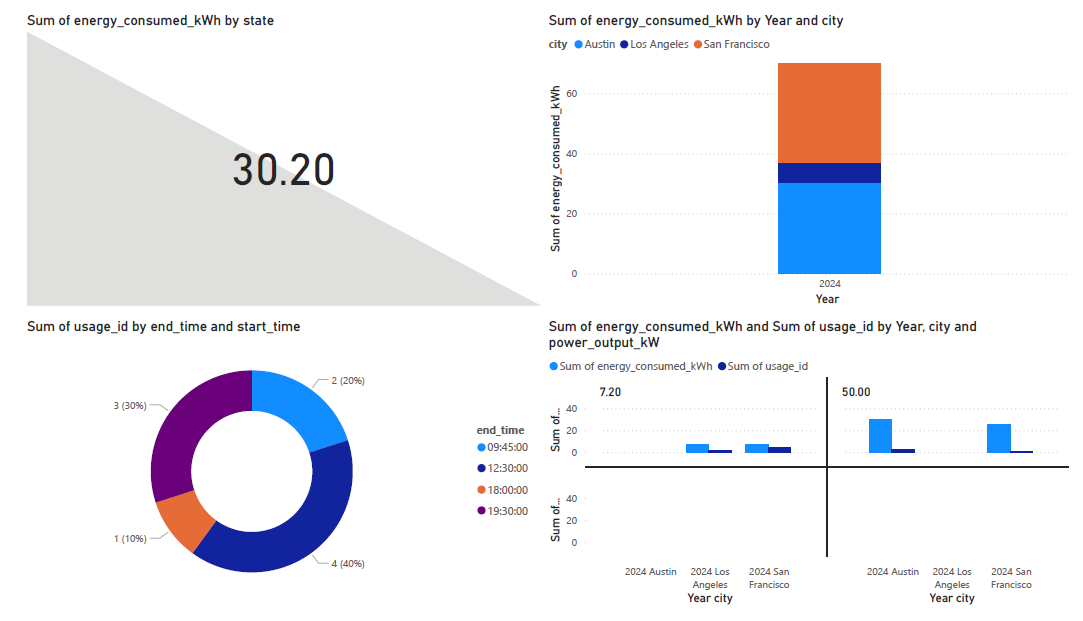 Sum of energy_consumed_kWh by state
30.20
Sum of energy_consumed_kWh by Year and city
city Austin Los Angeles San Francisco
Sum of energy_consumed_kWh
60
40
20
0
2024
Year
Sum of usage_id by end_time and start_time
2 (20%)
3 (30%)
1 (10%)
4 (40%)
end_time
09:45:00
12:30:00
18:00:00
19:30:00
Sum of energy_consumed_kWh and Sum of usage_id by Year, city and
power_output_kW
Sum of energy_consumed_kWh Sum of usage_id
7.20
50.00
Sum of...
40
20
0
Sum of...
40
20
0
2024 Austin
2024 Los
Angeles
2024 San
Francisco
Year city
2024 Austin
2024 Los
Angeles
2024 San
Francisco
Year city